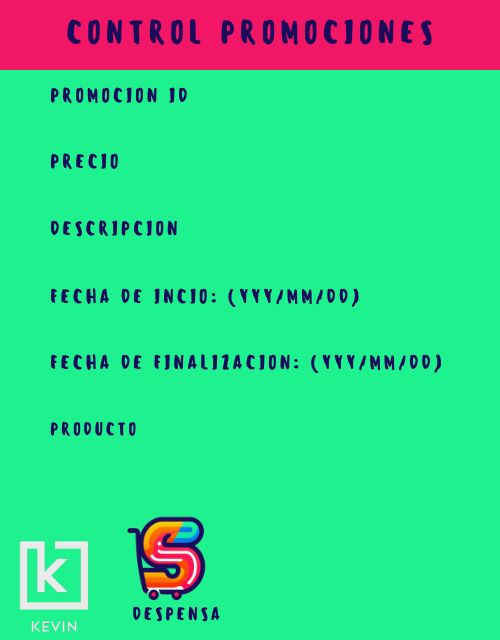 CONTROL PROMOCIONES
PROMOCION ID
PRECIO
DESCRIPCION
FECHA DE INCIO: (YYY/MM/DD)
FECHA DE FINALIZACION: (YYY/MM/DD)
PRODUCTO
S
DESPENSA
k
KEVIN